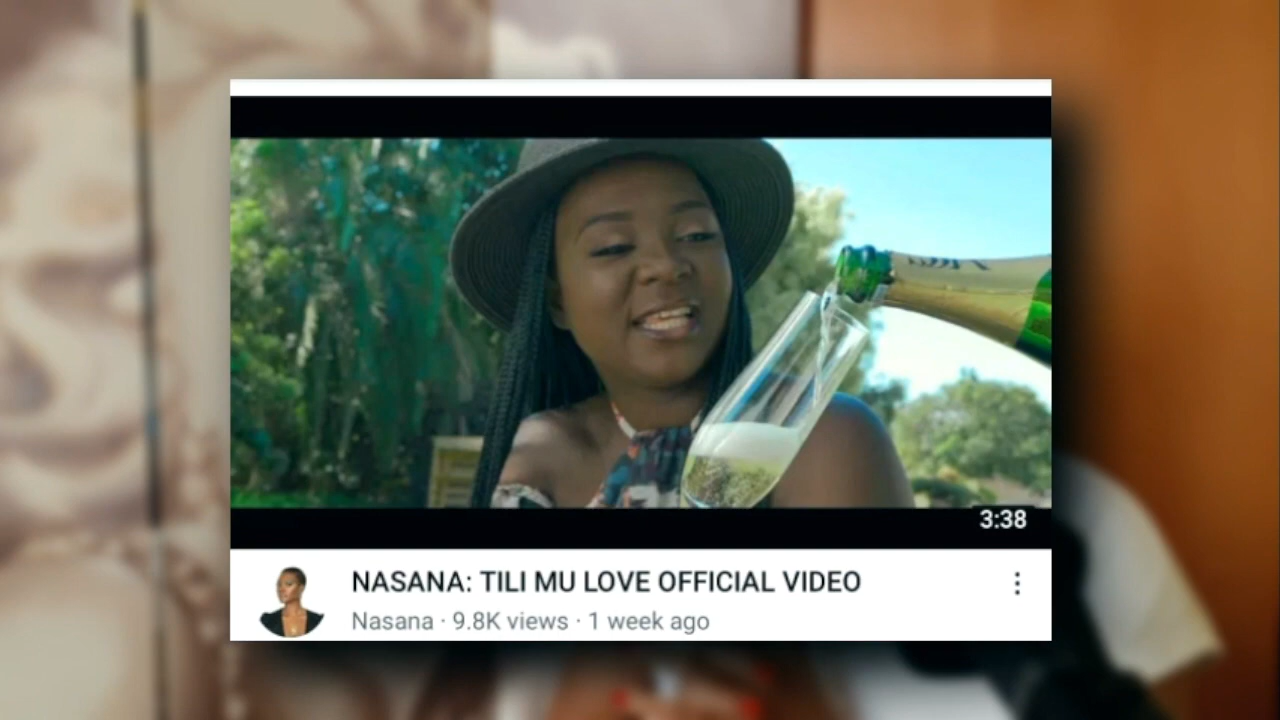 3:38
NASANA: TILI MU LOVE OFFICIAL VIDEO
Nasana · 9.8K views · 1 week ago